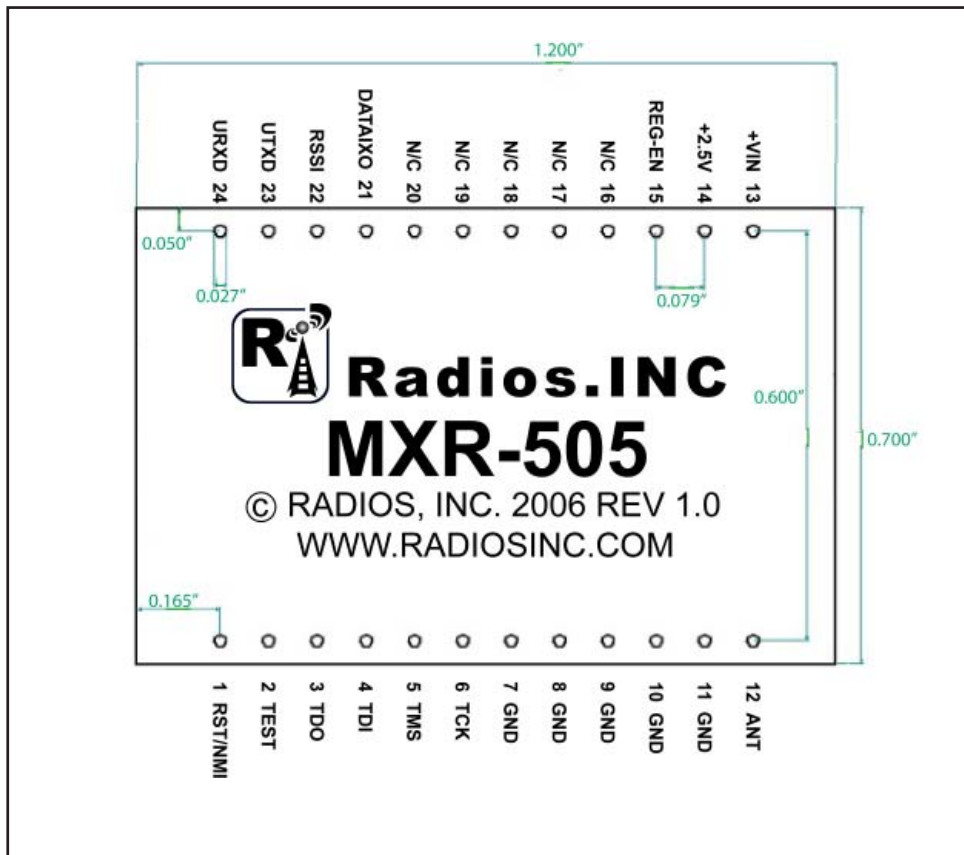 1.200"
URXD 24
UTXD 23
RSSI 22
DATAIXO 21
N/C 20
N/C 19
N/C 18
N/C 17
N/C 16
REG-EN 15
+2.5V 14
+VIN 13
0.050"
0.027"
0.079"
R
Radios.INC
0.600"
MXR-505
0.700"
© RADIOS, INC. 2006 REV 1.0
WWW.RADIOSINC.COM
0.165"
1 RST/NMI
2 TEST
3 TDO
4 TDI
5 TMS
6 TCK
7 GND
8 GND
9 GND
10 GND
11 GND
12 ANT